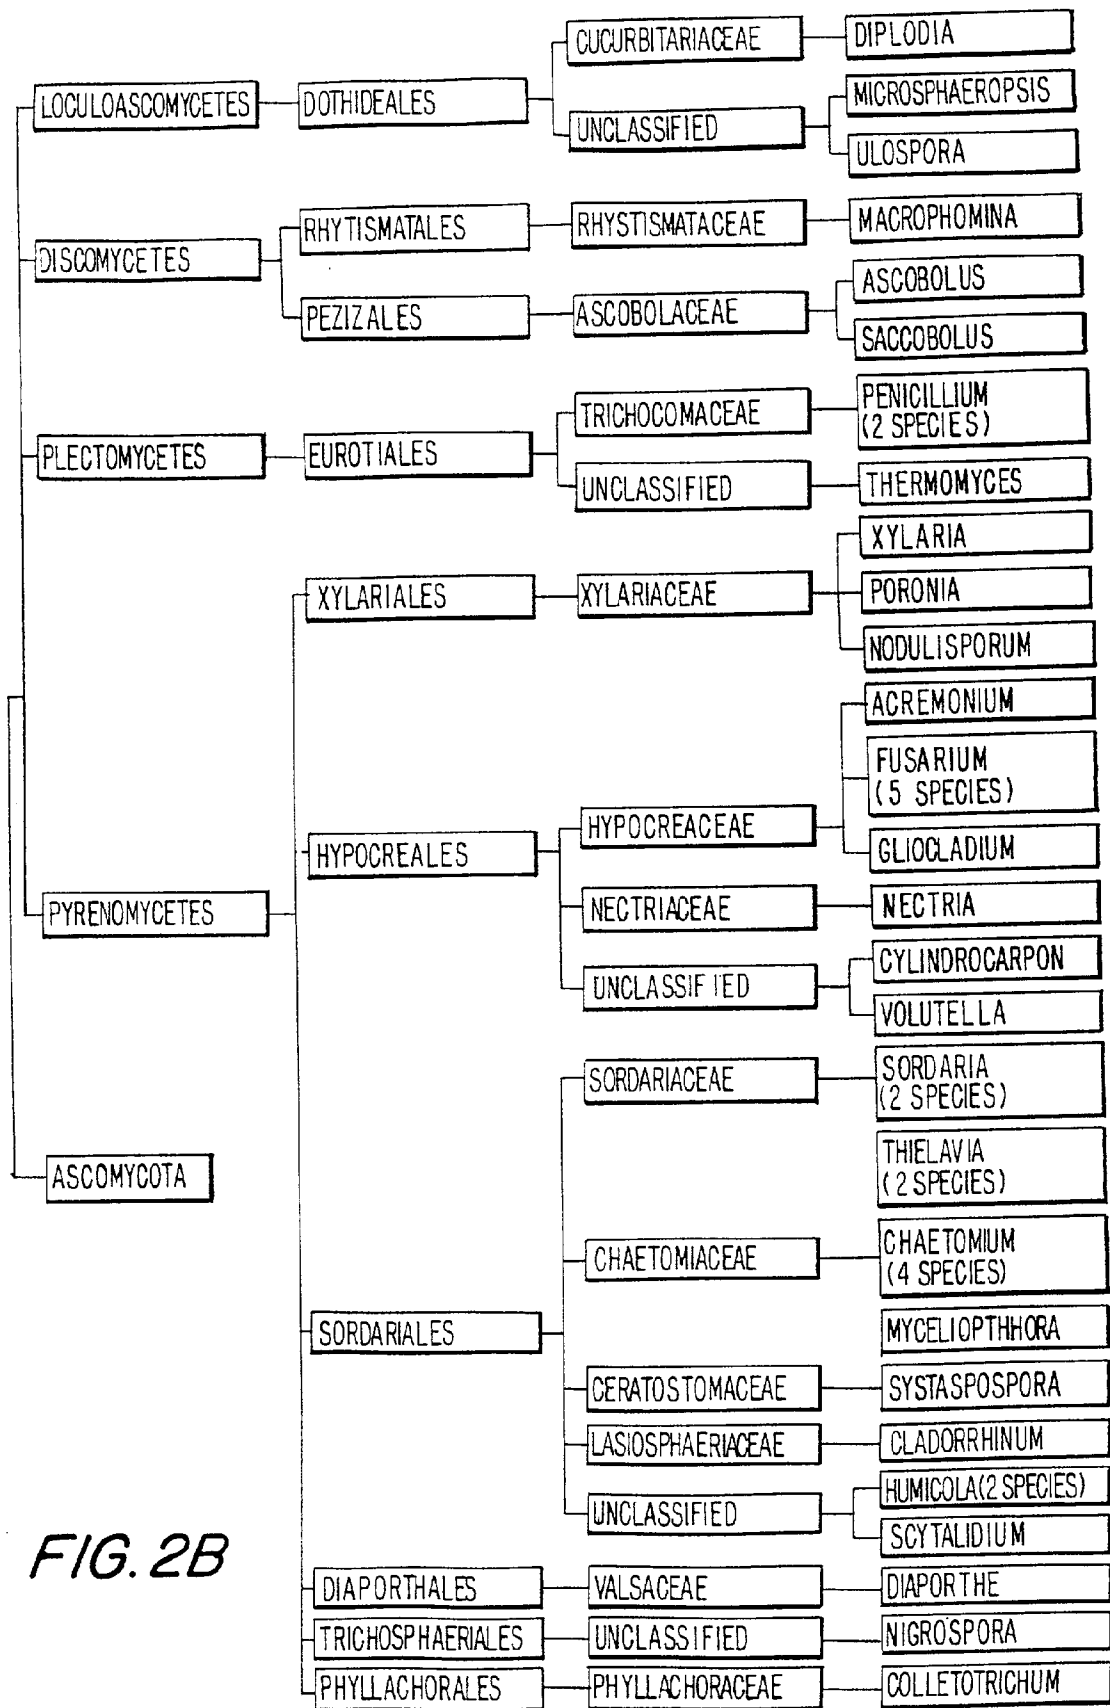 CUCURBITARIACEAE
DIPLODIA
LOCULOASCOMYCETES
DOTHIDEALES
MICROSPHAEROPSIS
UNCLASSIFIED
ULOSPORA
RHYTISMATALES
RHYSTISMATACEAE
MACROPHOMINA
DISCOMYCETES
ASCOBOLUS
PEZIZALES
ASCOBOLACEAE
SACCOBOLUS
TRICHOCOMACEAE
PENICILLIUM
(2 SPECIES)
PLECTOMYCETES
EUROTIALES
UNCLASSIFIED
THERMOMYCES
XYLARIA
XYLARIALES
XYLARIACEAE
PORONIA
NODULISPORUM
ACREMONIUM
FUSARIUM
(5 SPECIES)
HYPOCREALES
HYPOCREACEAE
GLIOCLADIUM
PYRENOMYCETES
NECTRIACEAE
NECTRIA
CYLINDROCARPON
UNCLASSIFIED
VOLUTELLA
SORDARIACEAE
SORDARIA
(2 SPECIES)
ASCOMYCOTA
THIELAVIA
(2 SPECIES)
CHAETOMIACEAE
CHAETOMIUM
(4 SPECIES)
SORDARIALES
MYCELIOPTHHORA
CERATOSTOMACEAE
SYSTASPOSPORA
LASIOSPHAERIACEAE
CLADORRHINUM
HUMICOLA (2 SPECIES)
UNCLASSIFIED
SCYTALIDIUM
FIG. 2B
DIAPORTHALES
VALSACEAE
DIAPORTHE
TRICHOSPHAERIALES
UNCLASSIFIED
NIGROSPORA
PHYLLACHORALES
PHYLLACHORACEAE
COLLETOTRICHUM